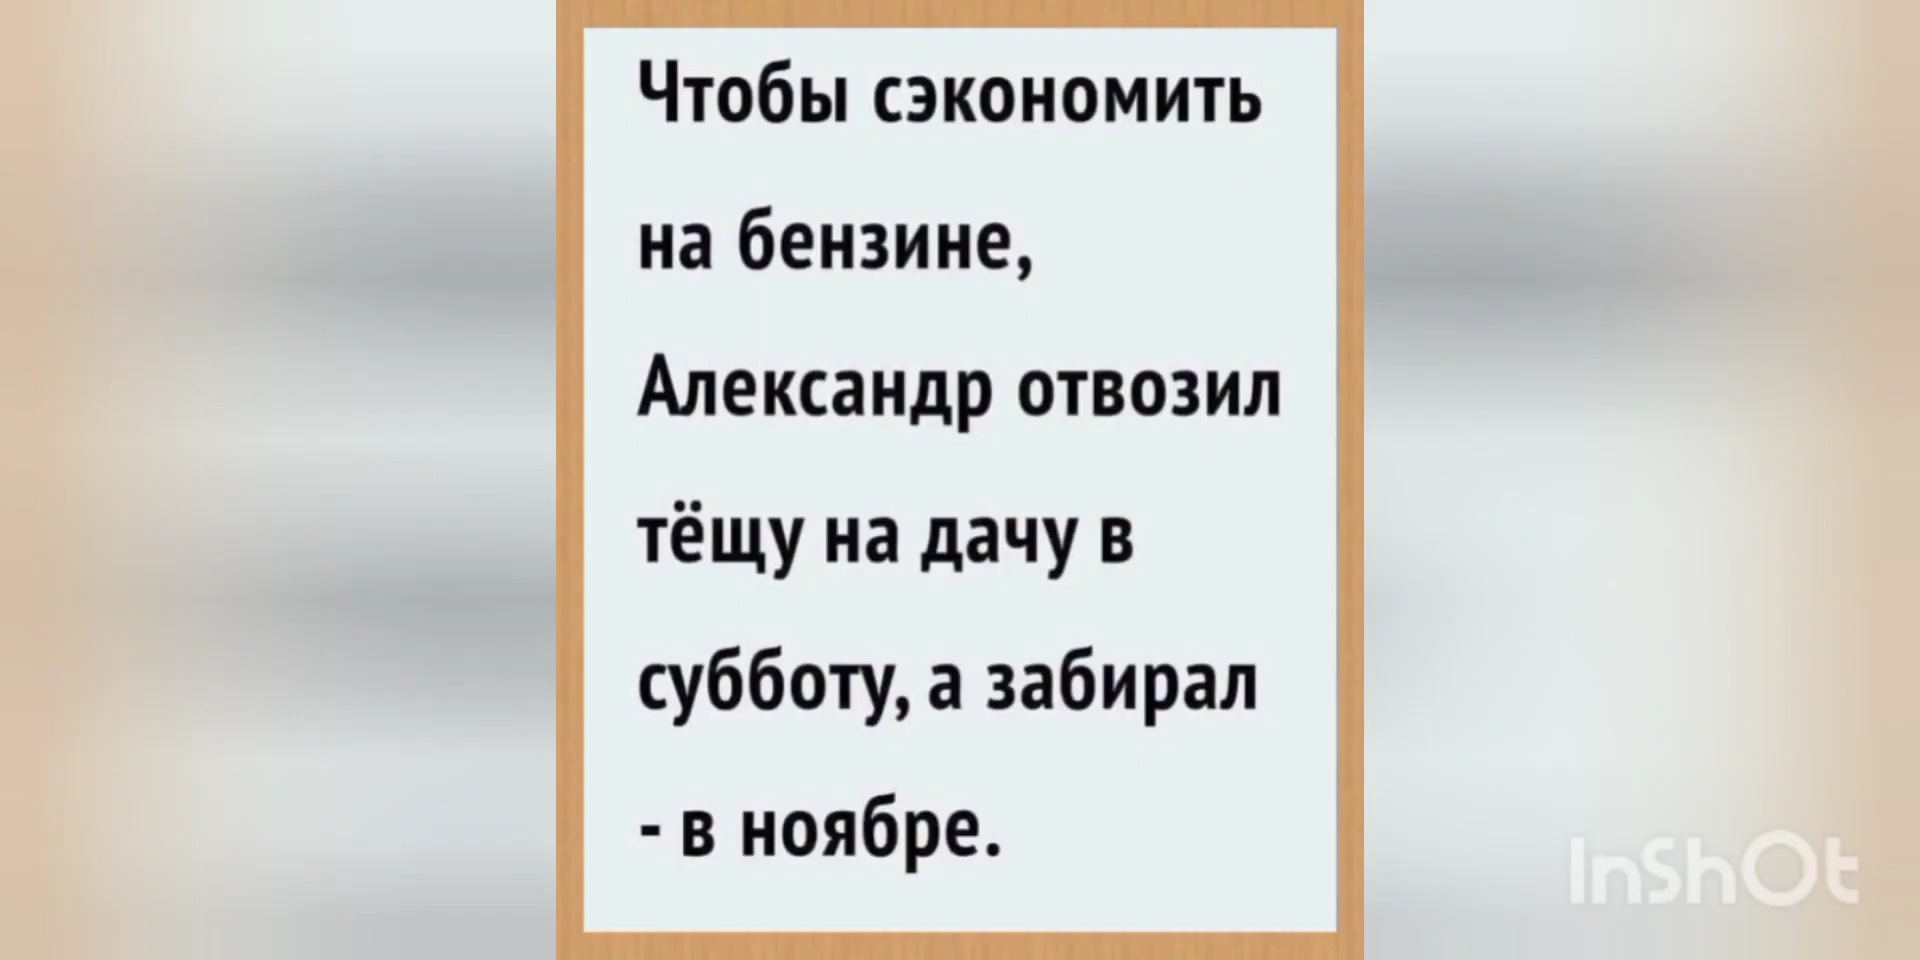 Чтобы сэкономить
на бензине,
Александр отвозил
тёщу на дачу в
субботу, а забирал
- в ноябре.
InShOt